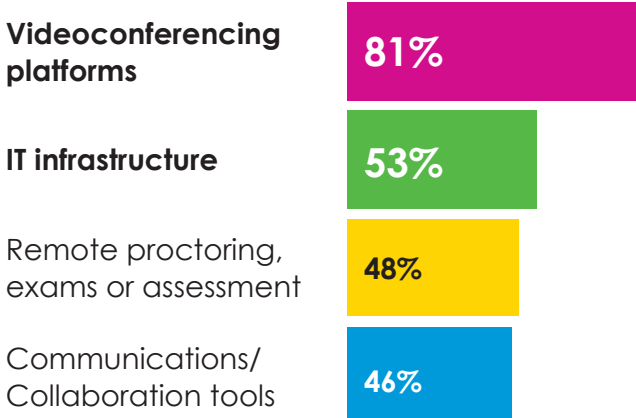 Videoconferencing
platforms
81%
IT infrastructure
53%
Remote proctoring,
exams or assessment
48%
Communications/
Collaboration tools
46%